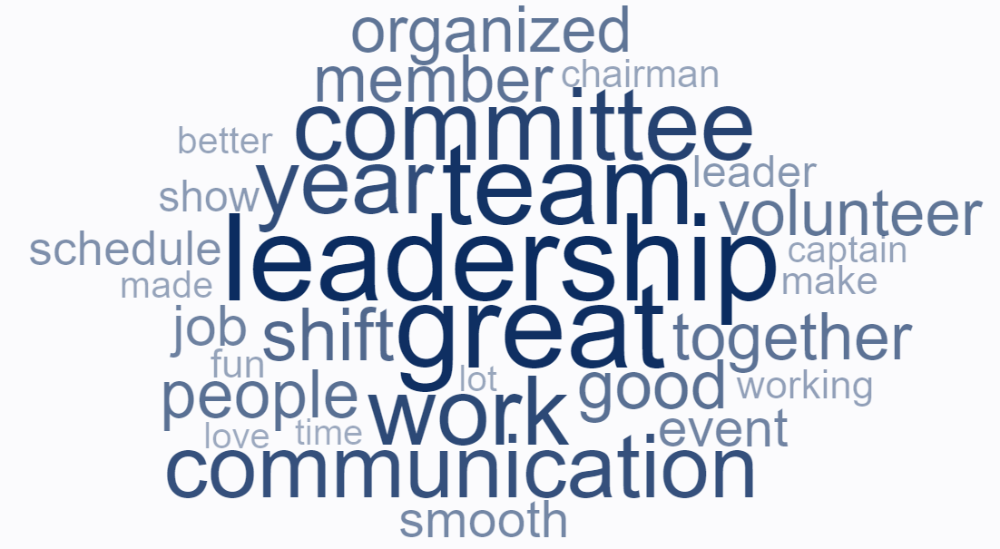 organized
member chairman
committee
better
year team leader
show volunteer
schedule leadership captain
made make
job shift great together
fun
people lot good working
work
love time event
communication
smooth